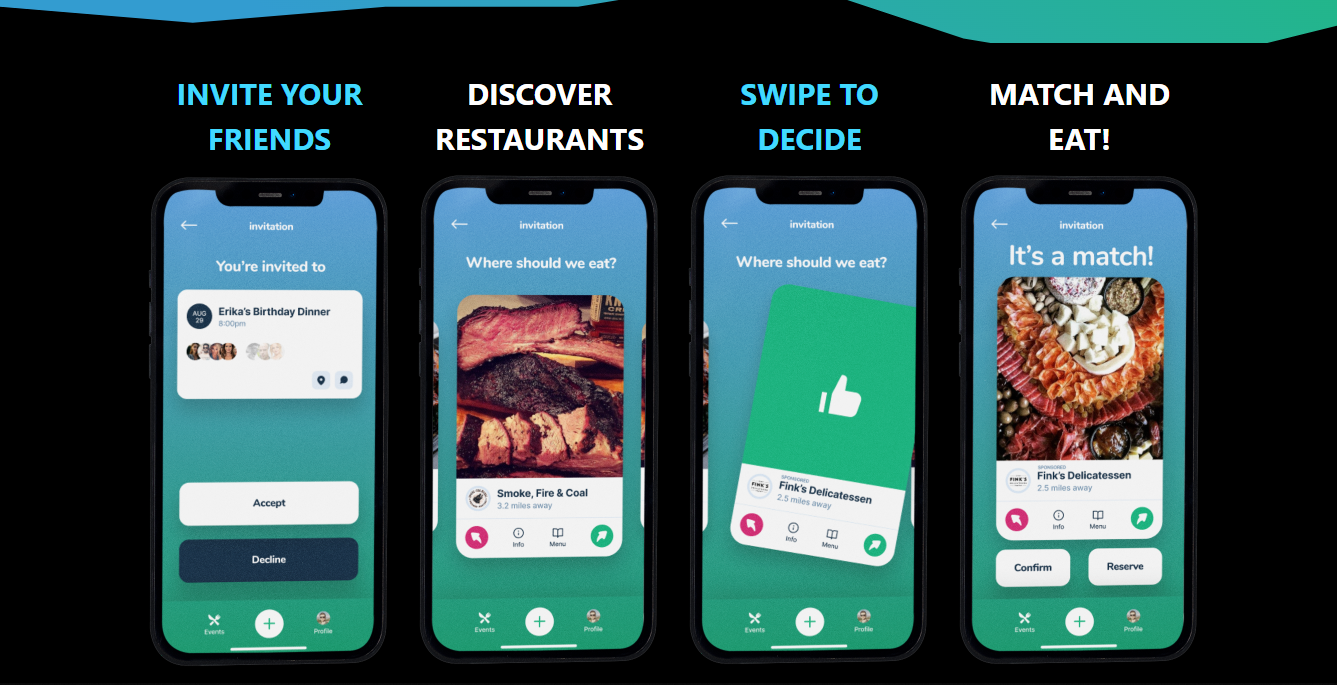 INVITE YOUR
FRIENDS
DISCOVER
RESTAURANTS
SWIPE TO
DECIDE
MATCH AND
EAT!
invitation
You're invited to
AUG
29
Erika's Birthday Dinner
8:00pm
Accept
Decline
Events
Profile
invitation
Where should we eat?
Smoke, Fire & Coal
3.2 miles away
Info
Menu
Events
Profile
invitation
Where should we eat?
SPONSORED
FINK'S
Fink's Delicatessen
2.5 miles away
Info
Menu
Events
Profile
invitation
It's a match!
SPONSORED
FINK'S
Fink's Delicatessen
2.5 miles away
Info
Menu
Confirm
Reserve
Events
Profile